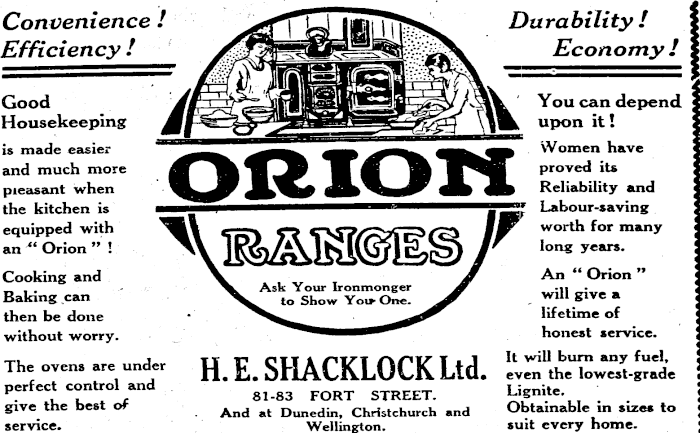 Convenience!
Efficiency!
Good
Housekeeping
is made easier
and much more
pleasant when
the kitchen is
equipped with
an "Orion"!
Cooking and
Baking can
then be done
without worry.
The ovens are under
perfect control and
give the best of
service.
ORION
RANGES
Ask Your Ironmonger
to Show You One.
H. E. SHACKLOCK Ltd.
81-83 FORT STREET.
And at Dunedin, Christchurch and
Wellington.
Durability!
Economy!
You can depend
upon it!
Women have
proved its
Reliability and
Labour-saving
worth for many
long years.
An "Orion"
will give a
lifetime of
honest service.
It will burn any fuel,
even the lowest-grade
Lignite.
Obtainable in sizes to
suit every home.